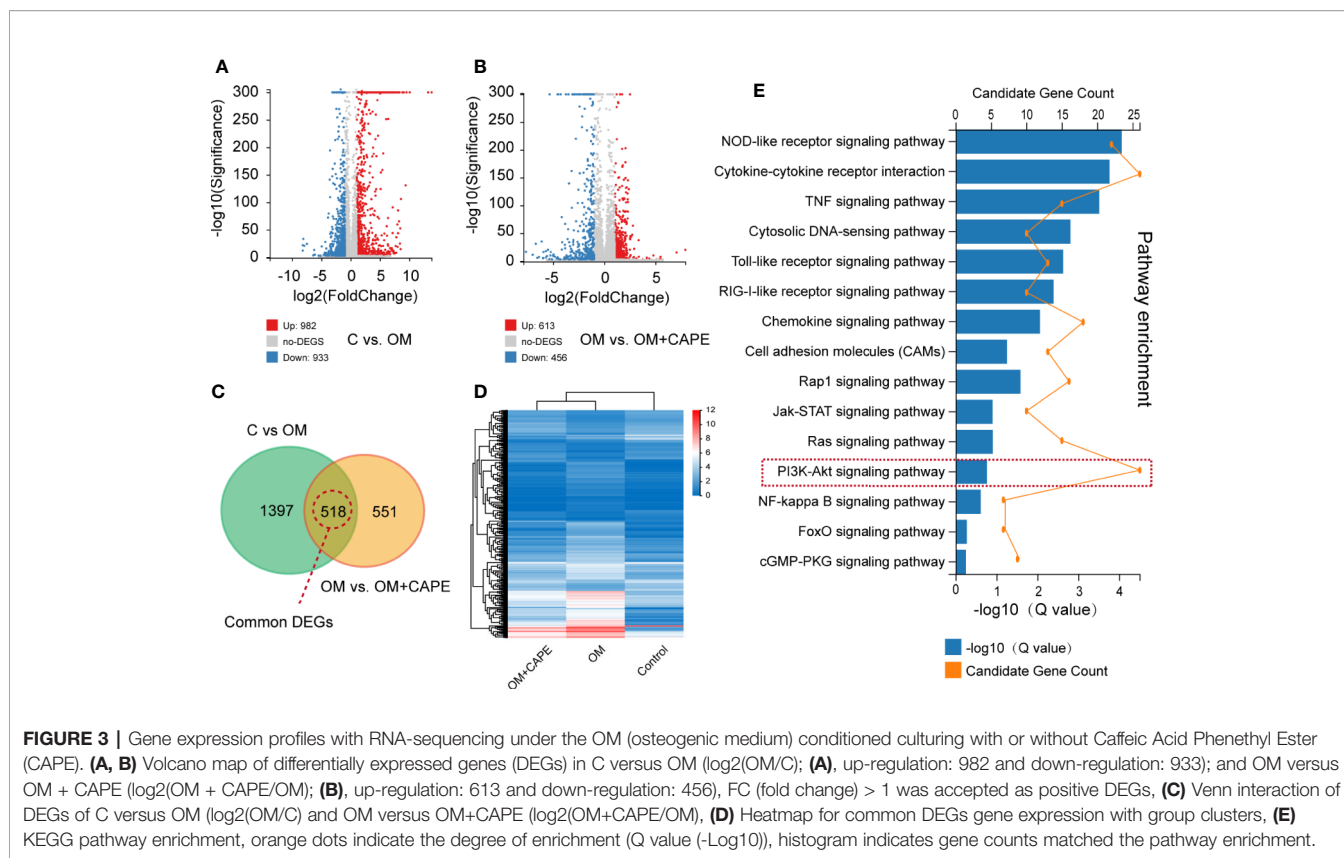 A
300
250
200
150
100
50
0
-log10(Significance)
-10
-5
0
5
10
log2(FoldChange)
Up: 982
no-DEGS
Down: 933
C vs. OM
B
300
250
200
150
100
50
0
-log10(Significance)
-5
0
5
log2(FoldChange)
Up: 613
no-DEGS
Down: 456
OM vs. OM+CAPE
C
C vs OM
1397
518
551
OM vs. OM+CAPE
Common DEGs
D
12
10
8
6
4
2
0
OM+CAPE
OM
Control
E
Candidate Gene Count
0
5
10
15
20
25
26
NOD-like receptor signaling pathway
Cytokine-cytokine receptor interaction
TNF signaling pathway
Cytosolic DNA-sensing pathway
Toll-like receptor signaling pathway
RIG-I-like receptor signaling pathway
Chemokine signaling pathway
Cell adhesion molecules (CAMs)
Rap1 signaling pathway
Jak-STAT signaling pathway
Ras signaling pathway
PI3K-Akt signaling pathway
NF-kappa B signaling pathway
FoxO signaling pathway
cGMP-PKG signaling pathway
Pathway enrichment
0
1
2
3
4
-log10（Q value）
-log10（Q value）
Candidate Gene Count
FIGURE 3 | Gene expression profiles with RNA-sequencing under the OM (osteogenic medium) conditioned culturing with or without Caffeic Acid Phenethyl Ester
(CAPE). (A, B) Volcano map of differentially expressed genes (DEGs) in C versus OM (log2(OM/C); (A), up-regulation: 982 and down-regulation: 933); and OM versus
OM + CAPE (log2(OM + CAPE/OM); (B), up-regulation: 613 and down-regulation: 456), FC (fold change) > 1 was accepted as positive DEGs, (C) Venn interaction of
DEGs of C versus OM (log2(OM/C) and OM versus OM+CAPE (log2(OM+CAPE/OM), (D) Heatmap for common DEGs gene expression with group clusters, (E)
KEGG pathway enrichment, orange dots indicate the degree of enrichment (Q value (-Log10)), histogram indicates gene counts matched the pathway enrichment.